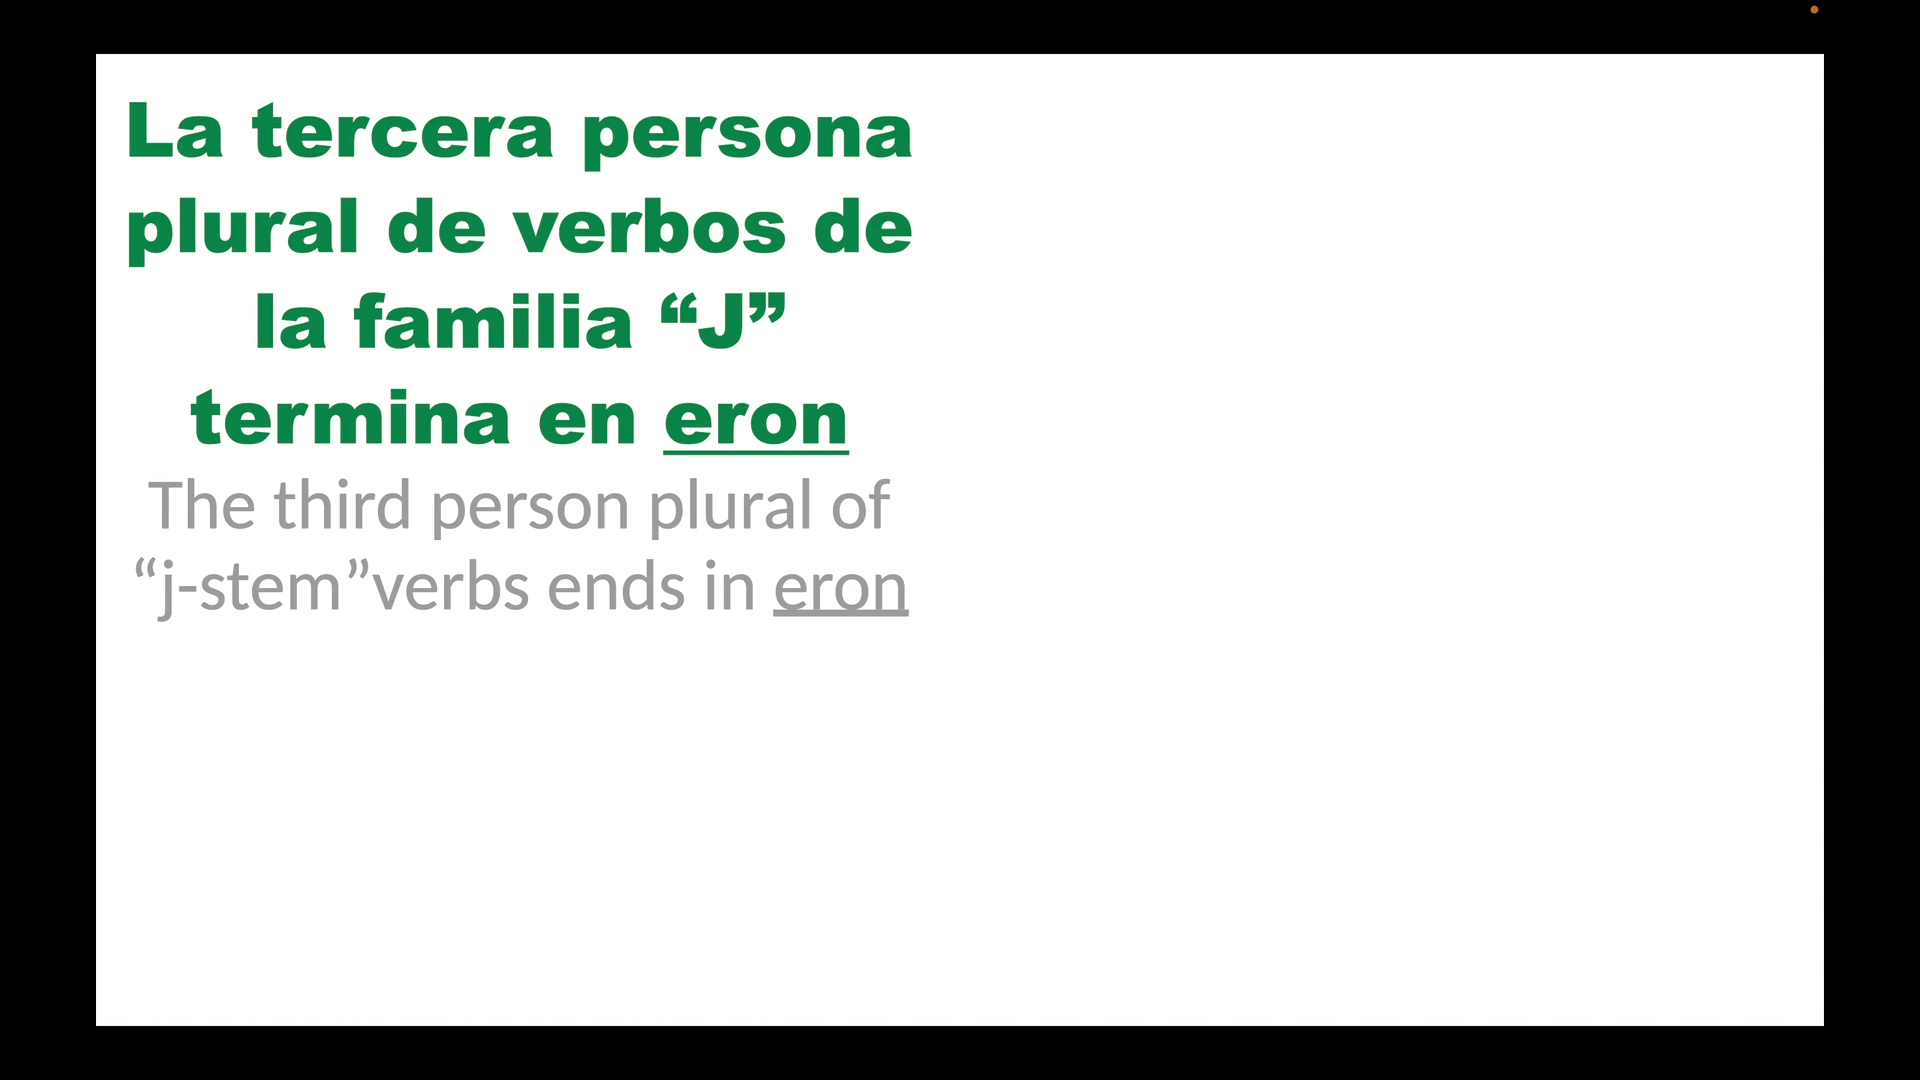 La tercera persona
plural de verbos de
la familia “J”
termina en eron
The third person plural of
“j-stem”verbs ends in eron